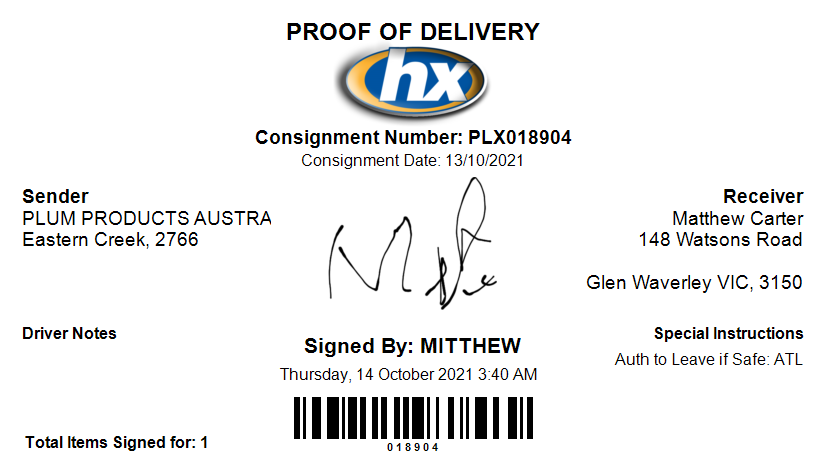 PROOF OF DELIVERY
hx
Consignment Number: PLX018904
Consignment Date: 13/10/2021
Sender
PLUM PRODUCTS AUSTRA
Eastern Creek, 2766
Receiver
Matthew Carter
148 Watsons Road
Glen Waverley VIC, 3150
Driver Notes
Special Instructions
Auth to Leave if Safe: ATL
Signed By: MITTHEW
Thursday, 14 October 2021 3:40 AM
018904
Total Items Signed for: 1